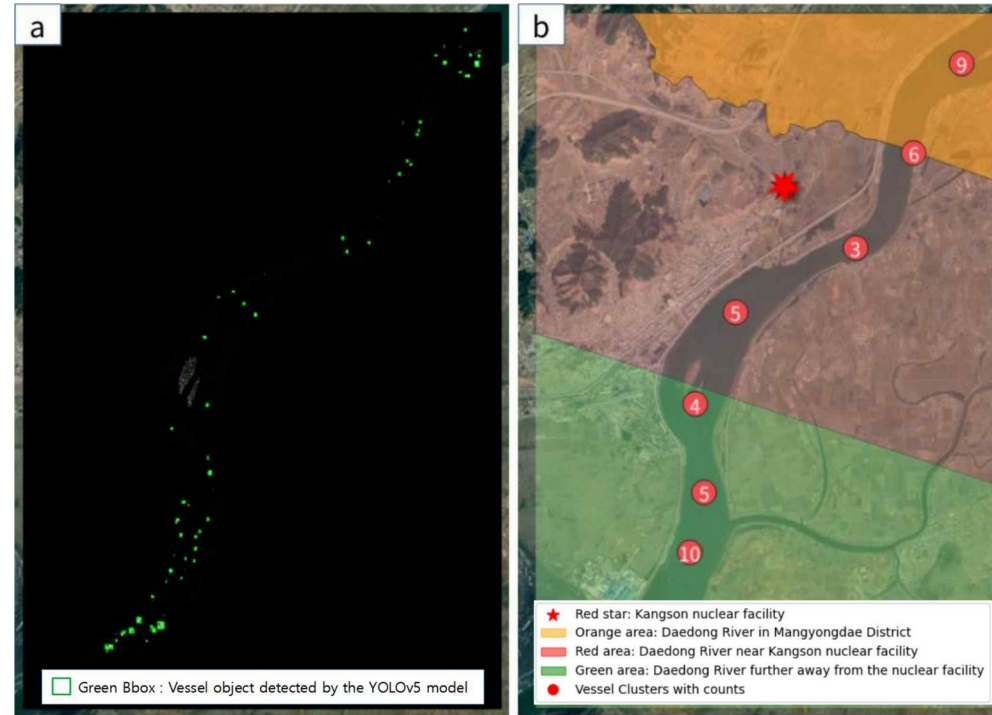 a
Green Bbox : Vessel object detected by the YOLOv5 model
b
9
6
3
5
4
5
10
Red star: Kangson nuclear facility
Orange area: Daedong River in Mangyongdae District
Red area: Daedong River near Kangson nuclear facility
Green area: Daedong River further away from the nuclear facility
Vessel Clusters with counts